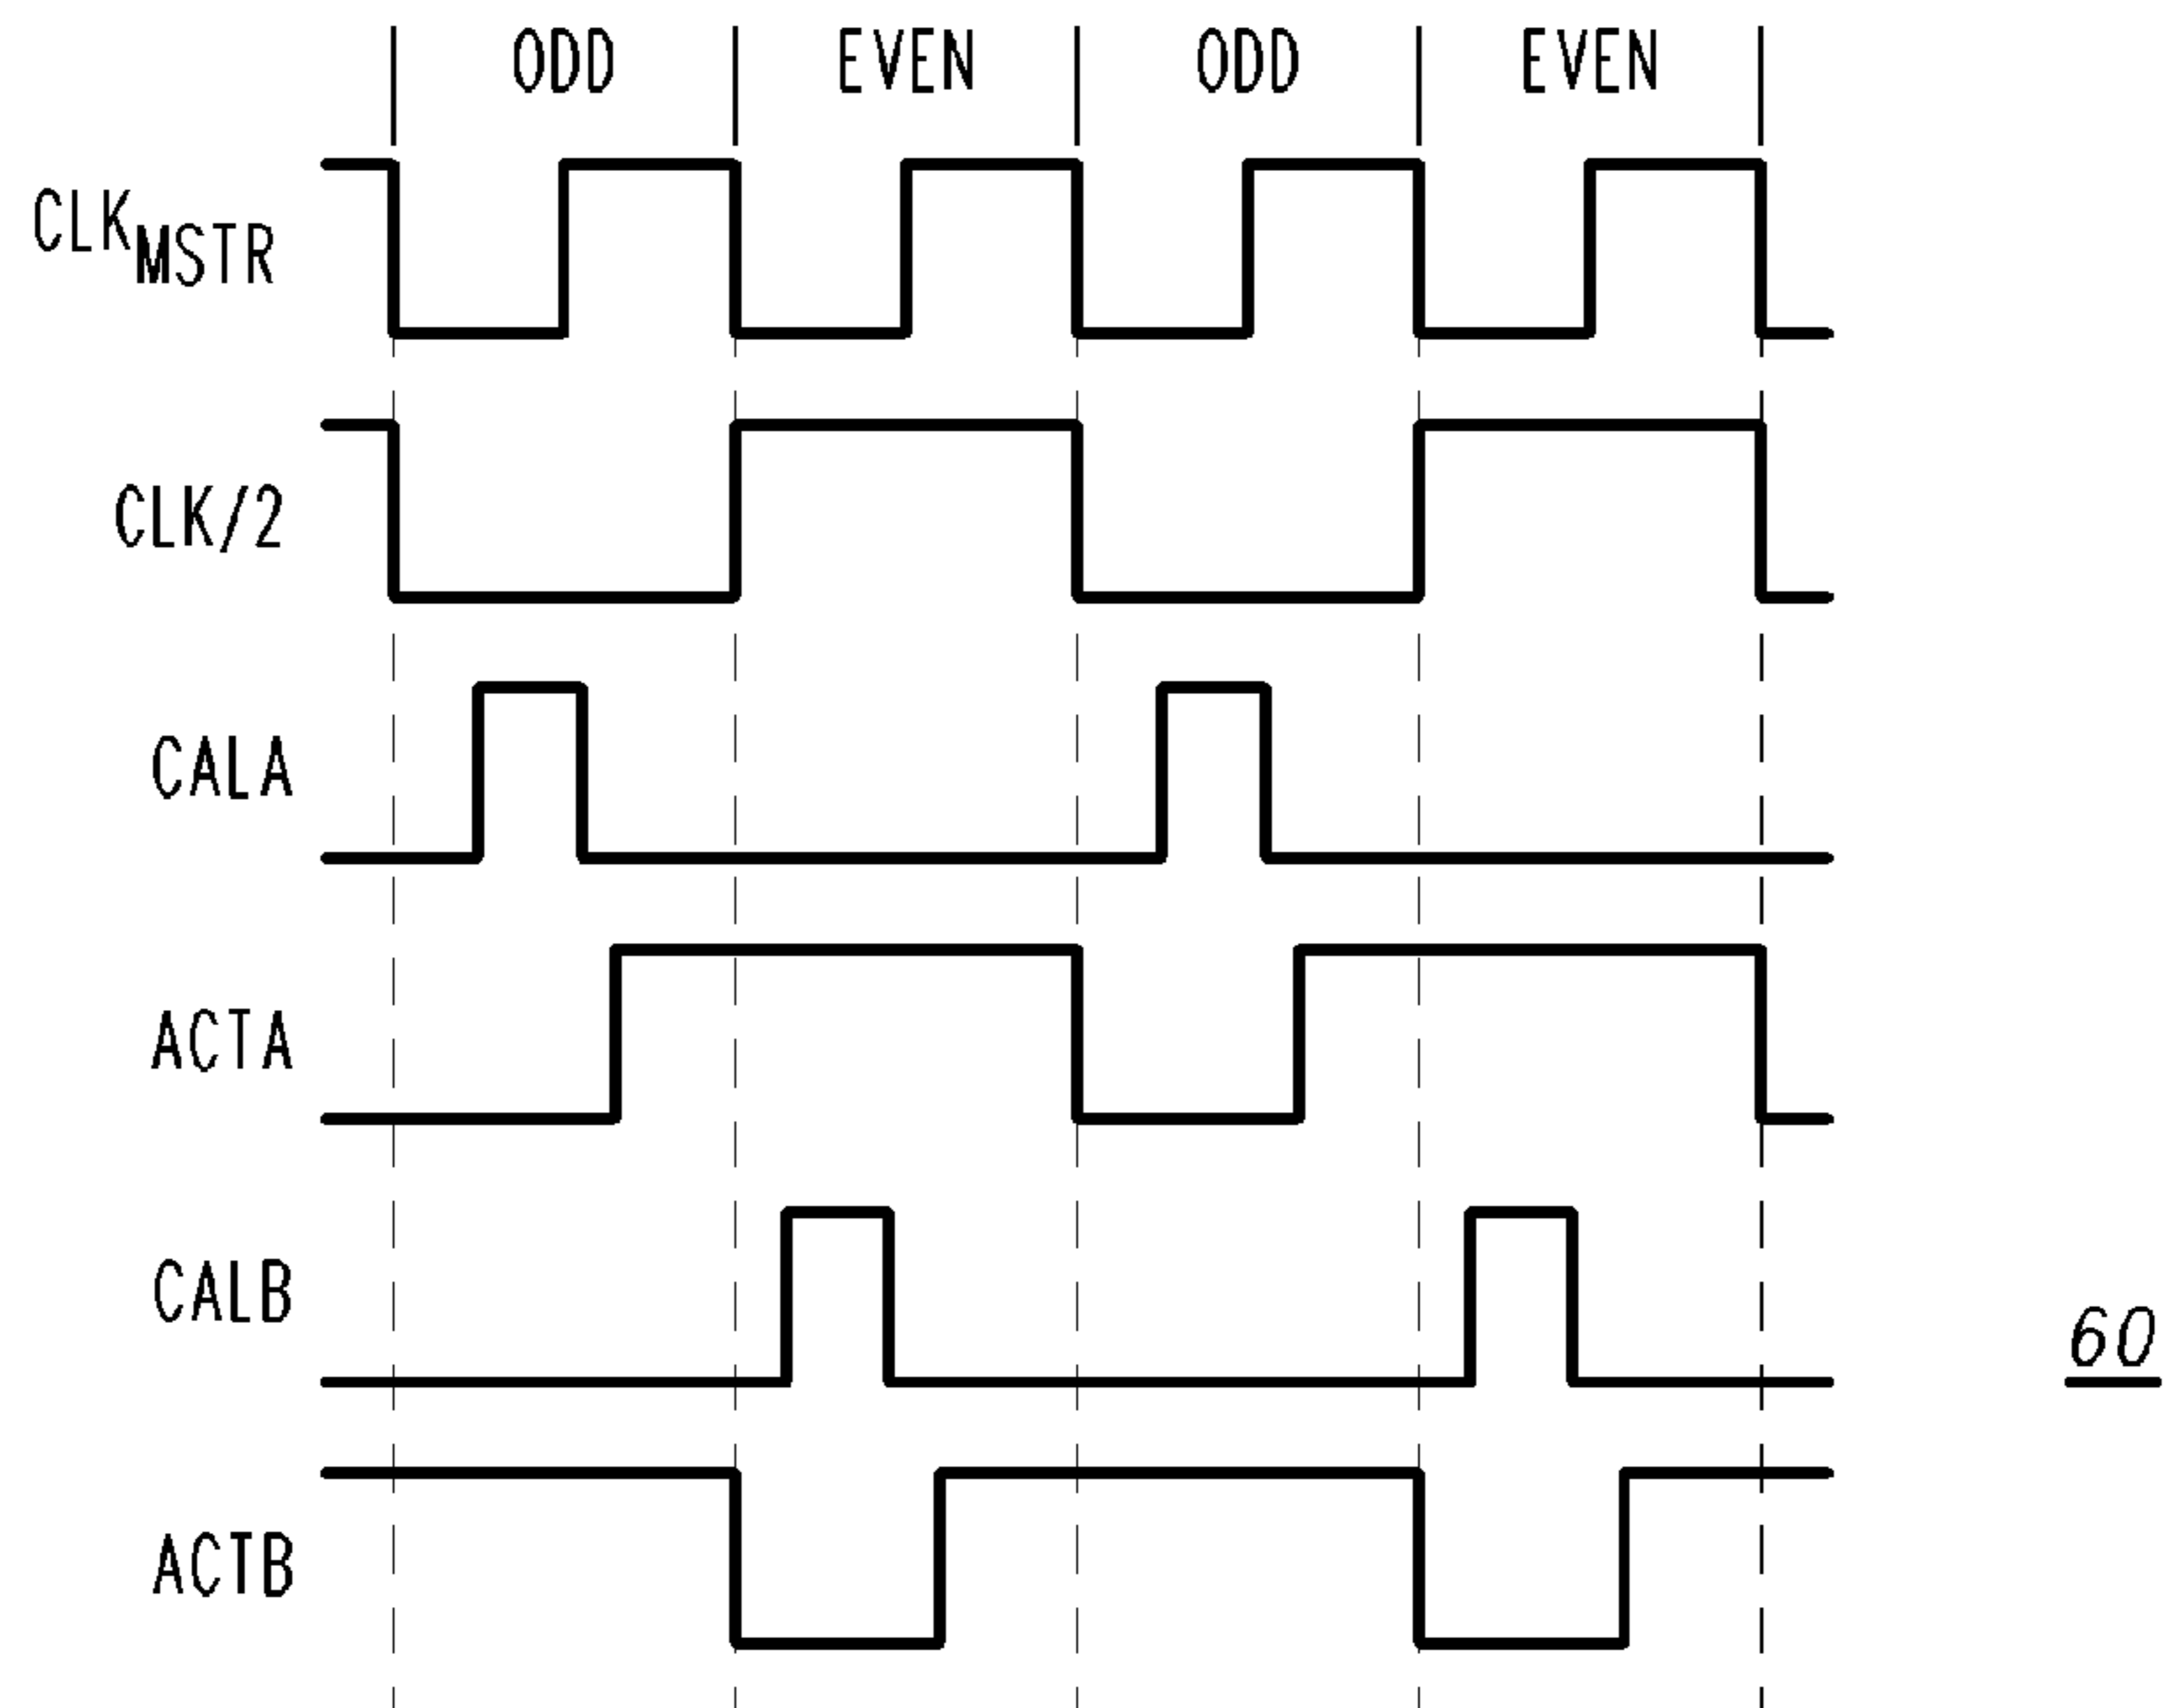 ODD EVEN ODD EVEN
CLKMSTR
CLK/2
CALA
ACTA
CALB
60
ACTB